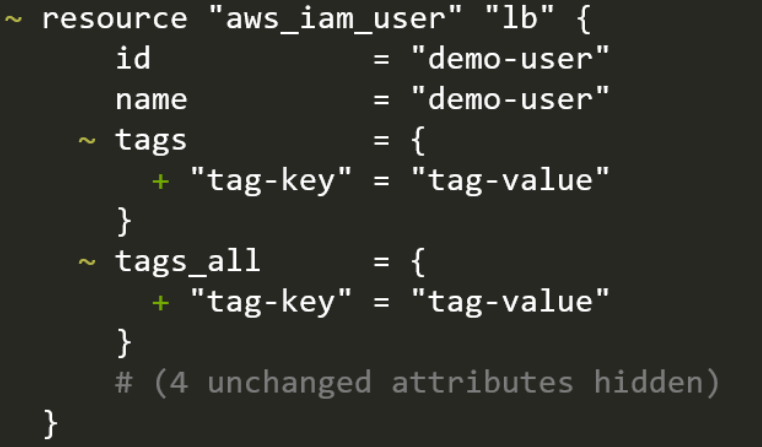 ~ resource "aws_iam_user" "lb" {
      id             = "demo-user"
      name           = "demo-user"
    ~ tags           = {
        + "tag-key" = "tag-value"
      }
    ~ tags_all       = {
        + "tag-key" = "tag-value"
      }
      # (4 unchanged attributes hidden)
  }